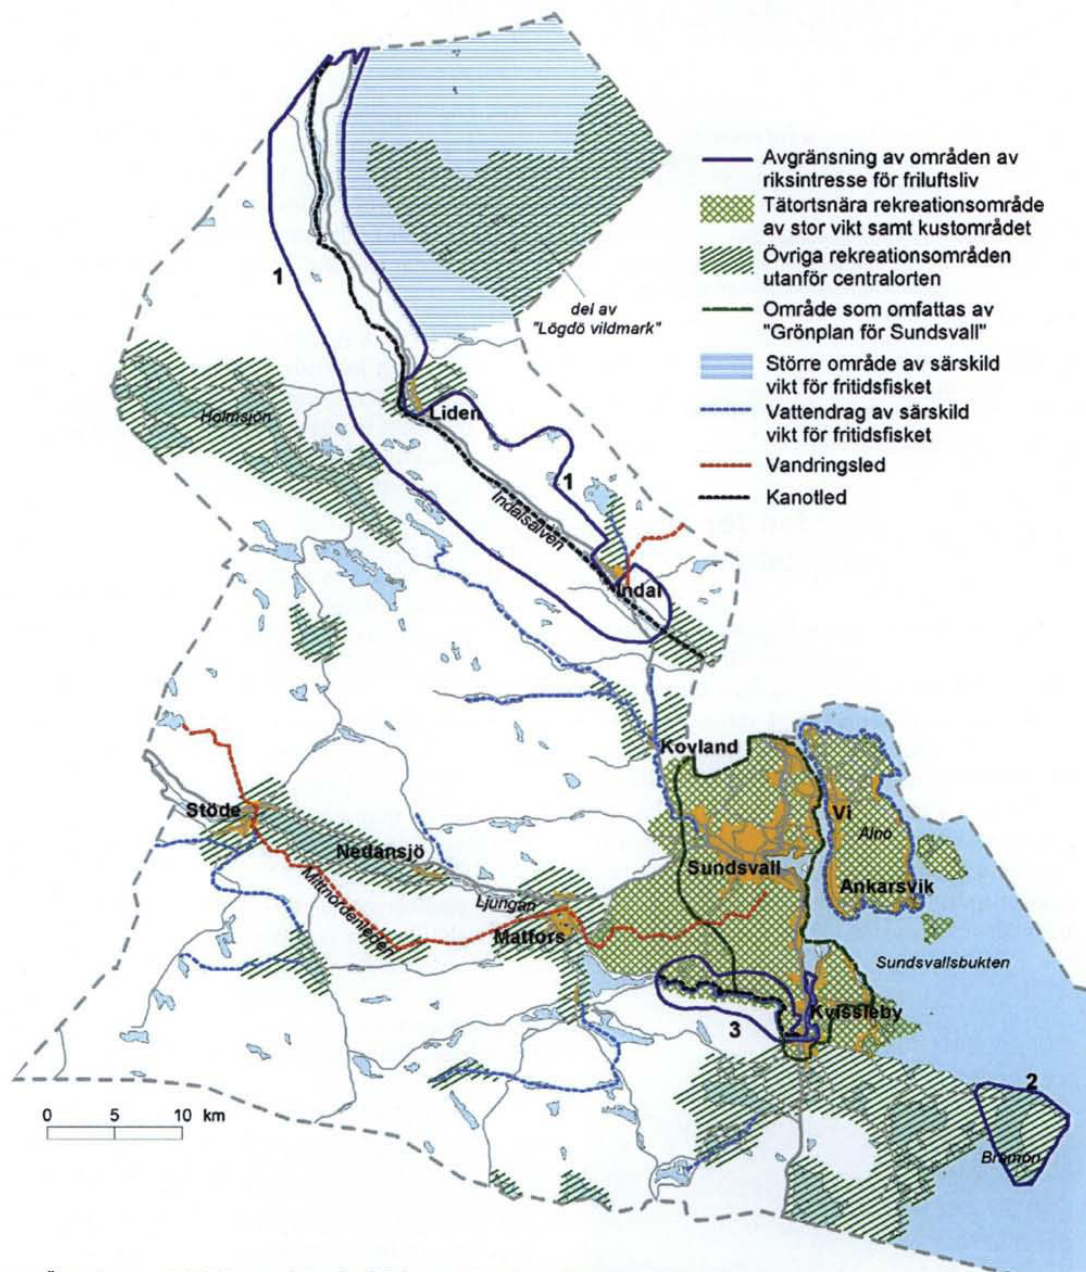 Avgränsning av områden av
riksintresse för friluftsliv
Tätortsnära rekreationsområde
av stor vikt samt kustområdet
Övriga rekreationsområden
utanför centralorten
Område som omfattas av
"Grönplan för Sundsvall"
Större område av särskild
vikt för fritidsfisket
Vattendrag av särskild
vikt för fritidsfisket
Vandringsled
Kanotled
1
del av
"Lögdö vildmark"
Holmsjön
Liden
1
Indalsälven
Indal
Kovland
Stöde
Vi
Alnö
Nedansjö
Sundsvall
Ankarsvik
Mittnordenleden
Ljungan
Matfors
Sundsvallsbukten
Kvissleby
3
2
0 5 10 km
Brämön